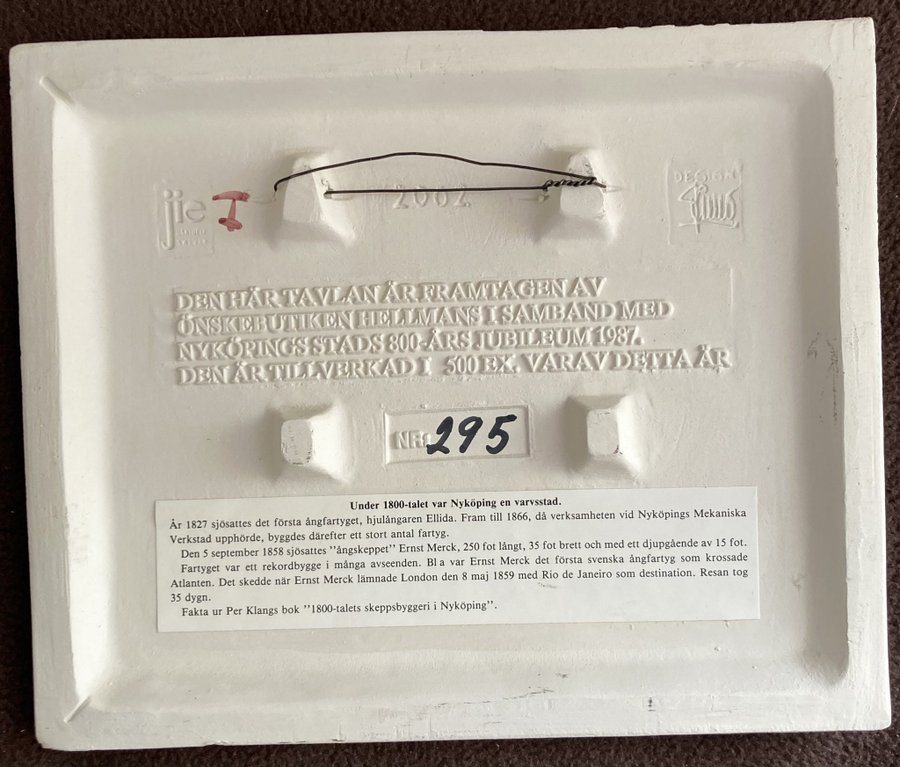 jie
I
2002
DESIGN
DEN HÄR TAVLAN ÄR FRAMTAGEN AV
ÖNSKEBUTIKEN HELLMANS I SAMBAND MED
NYKÖPINGS STADS 800-ÅRS JUBILEUM 1987.
DEN ÄR TILLVERKAD I 500 EX. VARAV DETTA ÄR
NR: 295
Under 1800-talet var Nyköping en varvsstad.
År 1827 sjösattes det första ångfartyget, hjulångaren Ellida. Fram till 1866, då verksamheten vid Nyköpings Mekaniska
Verkstad upphörde, byggdes därefter ett stort antal fartyg.
Den 5 september 1858 sjösattes ”ångskeppet” Ernst Merck, 250 fot långt, 35 fot brett och med ett djupgående av 15 fot.
Fartyget var ett rekordbygge i många avseenden. Bl a var Ernst Merck det första svenska ångfartyg som krossade
Atlanten. Det skedde när Ernst Merck lämnade London den 8 maj 1859 med Rio de Janeiro som destination. Resan tog
35 dygn.
Fakta ur Per Klangs bok ”1800-talets skeppsbyggeri i Nyköping”.